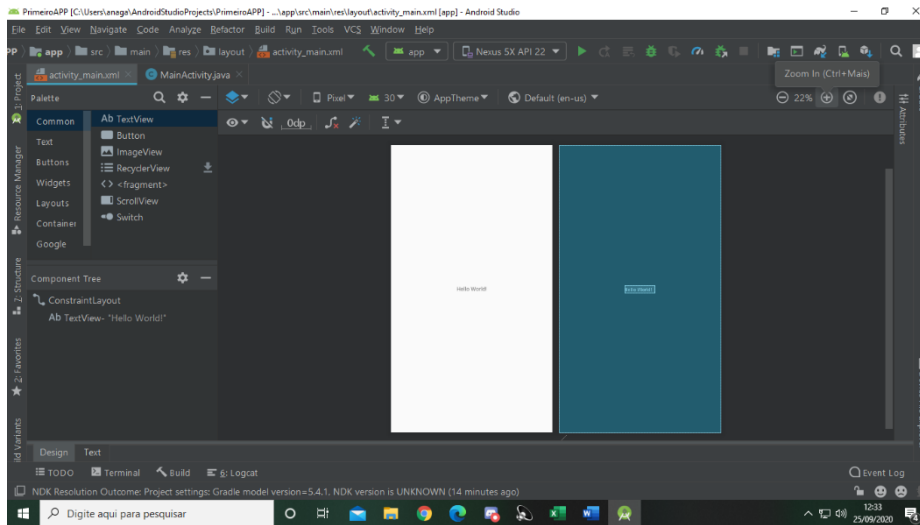 PrimeiroAPP [C:\Users\anaga\AndroidStudioProjects\PrimeiroAPP] - ...\app\src\main\res\layout\activity_main.xml [app] - Android Studio
File Edit View Navigate Code Analyze Refactor Build Run Tools VCS Window Help
PP app src main res layout activity_main.xml app Nexus 5X API 22
activity_main.xml MainActivity.java Zoom In (Ctrl+Mais)
Palette Pixel 30 AppTheme Default (en-us) 22%
Common Ab TextView 0dp
Text Button
Buttons ImageView
Widgets RecyclerView
Layouts <fragment>
Container ScrollView
Google Switch
Component Tree
ConstraintLayout
Ab TextView- "Hello World!"
Hello World!
Hello World!
1: Project
Resource Manager
Z: Structure
2: Favorites
ld Variants
Attributes
Design Text
TODO Terminal Build 6: Logcat Event Log
NDK Resolution Outcome: Project settings: Gradle model version=5.4.1. NDK version is UNKNOWN (14 minutes ago)
Digite aqui para pesquisar
12:33
25/09/2020